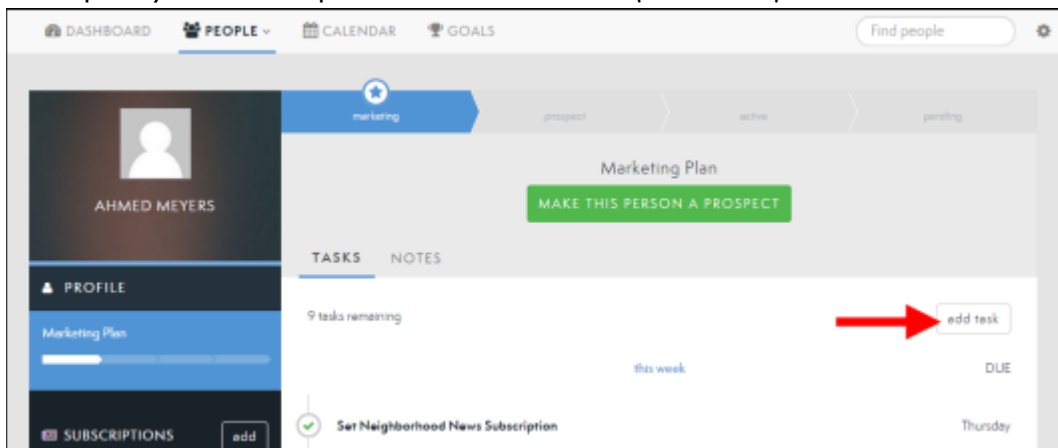 DASHBOARD PEOPLE CALENDAR GOALS Find people
marketing prospect active pending
Marketing Plan
AHMED MEYERS
MAKE THIS PERSON A PROSPECT
TASKS NOTES
PROFILE
9 tasks remaining add task
Marketing Plan
this week DUE
Set Neighborhood News Subscription Thursday
SUBSCRIPTIONS add